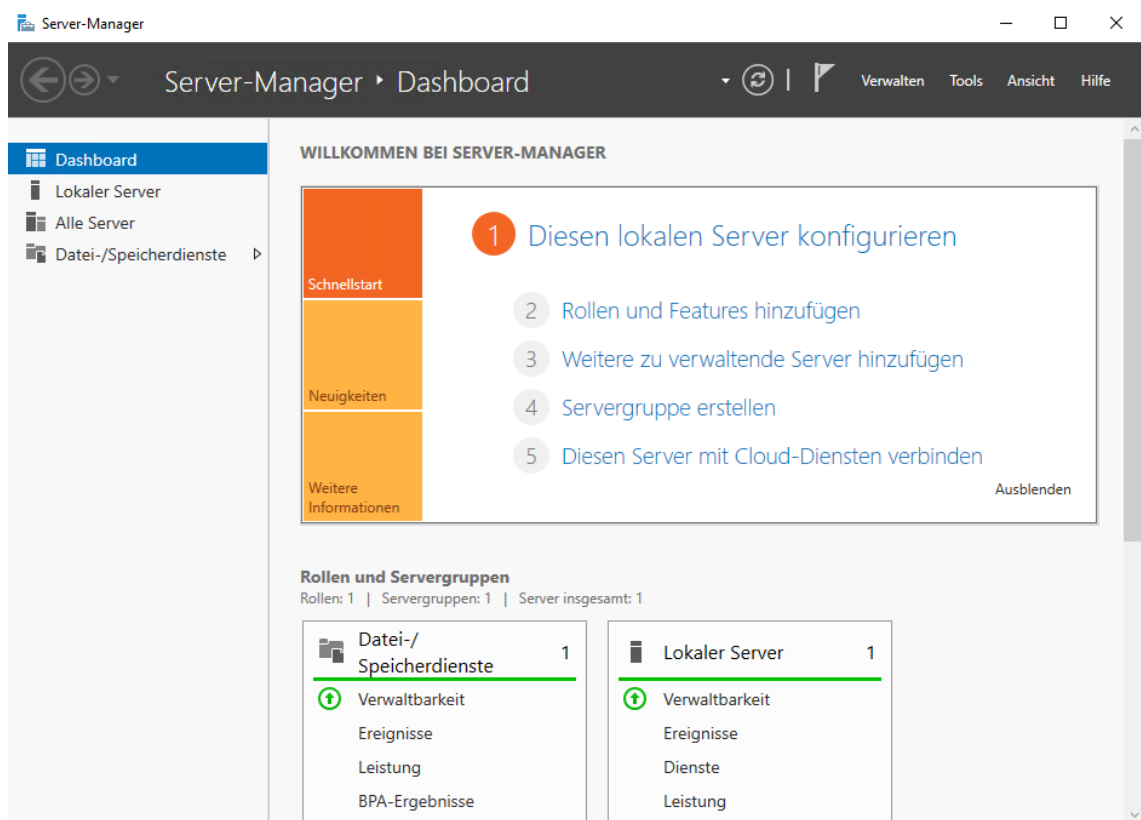 Server-Manager
Server-Manager ‣ Dashboard
Verwalten Tools Ansicht Hilfe
Dashboard
Lokaler Server
Alle Server
Datei-/Speicherdienste
WILLKOMMEN BEI SERVER-MANAGER
Schnellstart
Neuigkeiten
Weitere
Informationen
1 Diesen lokalen Server konfigurieren
2 Rollen und Features hinzufügen
3 Weitere zu verwaltende Server hinzufügen
4 Servergruppe erstellen
5 Diesen Server mit Cloud-Diensten verbinden
Ausblenden
Rollen und Servergruppen
Rollen: 1 | Servergruppen: 1 | Server insgesamt: 1
Datei-/
Speicherdienste 1
Verwaltbarkeit
Ereignisse
Leistung
BPA-Ergebnisse
Lokaler Server 1
Verwaltbarkeit
Ereignisse
Dienste
Leistung